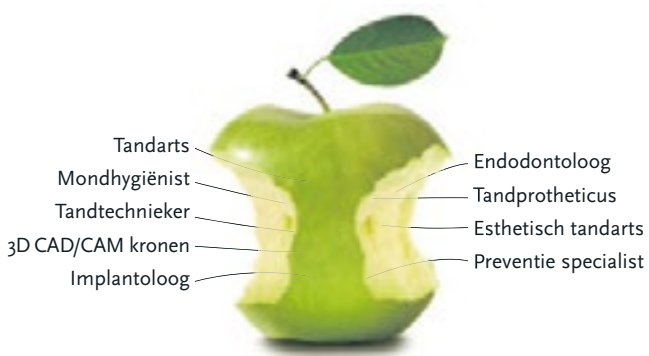 Tandarts
Mondhygiënist
Tandtechnieker
3D CAD/CAM kronen
Implantoloog
Endodontoloog
Tandprotheticus
Esthetisch tandarts
Preventie specialist